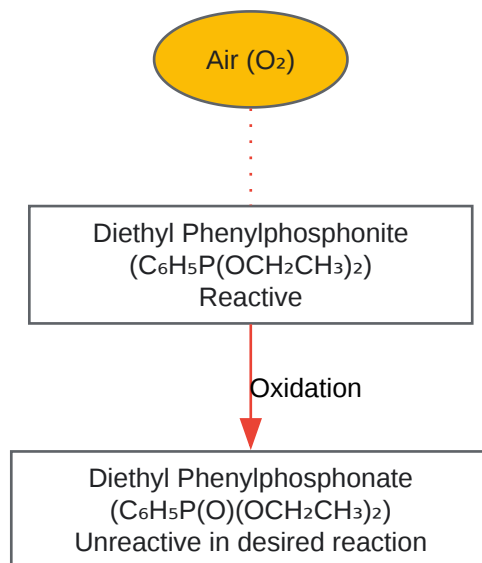 Air (O₂)
Diethyl Phenylphosphonite
(C₆H₅P(OCH₂CH₃)₂)
Reactive
Oxidation
Diethyl Phenylphosphonate
(C₆H₅P(O)(OCH₂CH₃)₂)
Unreactive in desired reaction